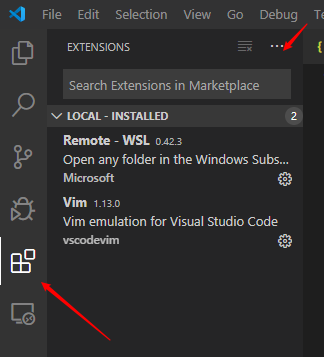 File Edit Selection View Go Debug Te
EXTENSIONS
Search Extensions in Marketplace
LOCAL - INSTALLED 2
Remote - WSL 0.42.3
Open any folder in the Windows Subs...
Microsoft
Vim 1.13.0
Vim emulation for Visual Studio Code
vscodevim
{